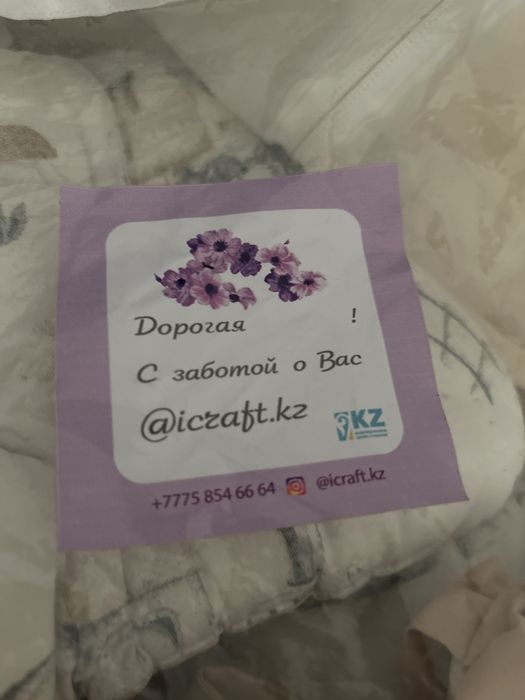 Дорогая !
С заботой о Вас
@icraft.kz
KZ
+7775 854 66 64 @icraft.kz